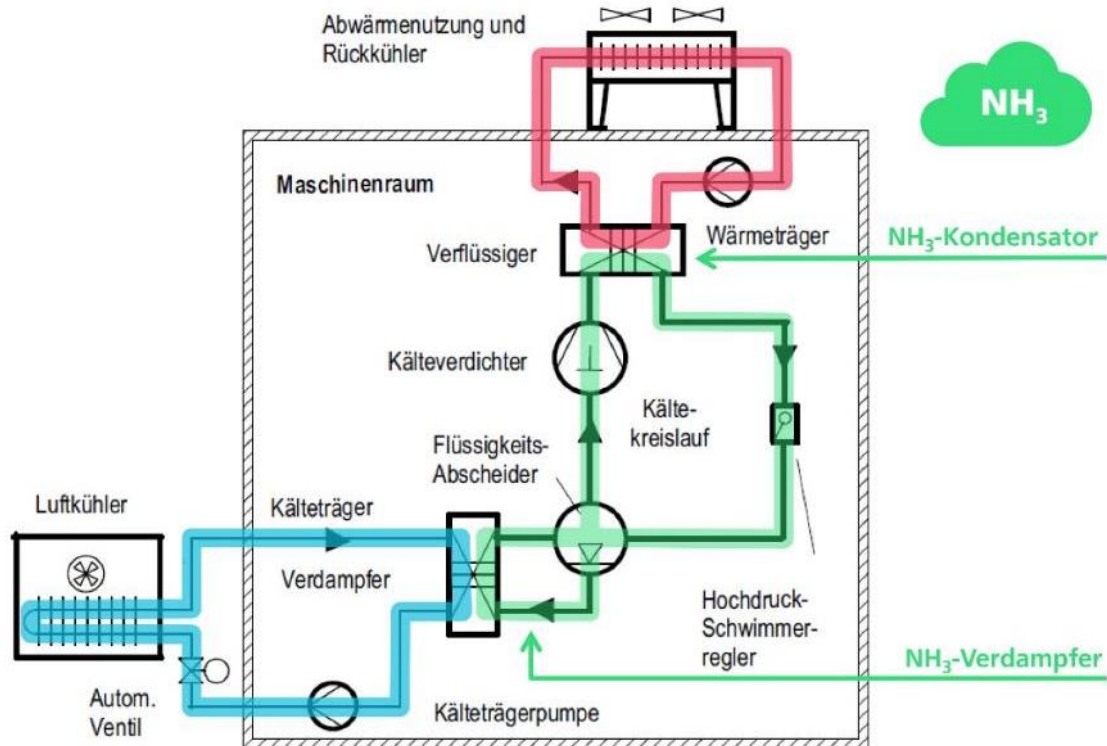 Abwärmenutzung und
Rückkühler
NH₃
Maschinenraum
Verflüssiger
Wärmeträger
NH₃-Kondensator
Kälteverdichter
Kälte-
kreislauf
Flüssigkeits-
Abscheider
Luftkühler
Kälteträger
Verdampfer
Hochdruck-
Schwimmer-
regler
NH₃-Verdampfer
Autom.
Ventil
Kälteträgerpumpe